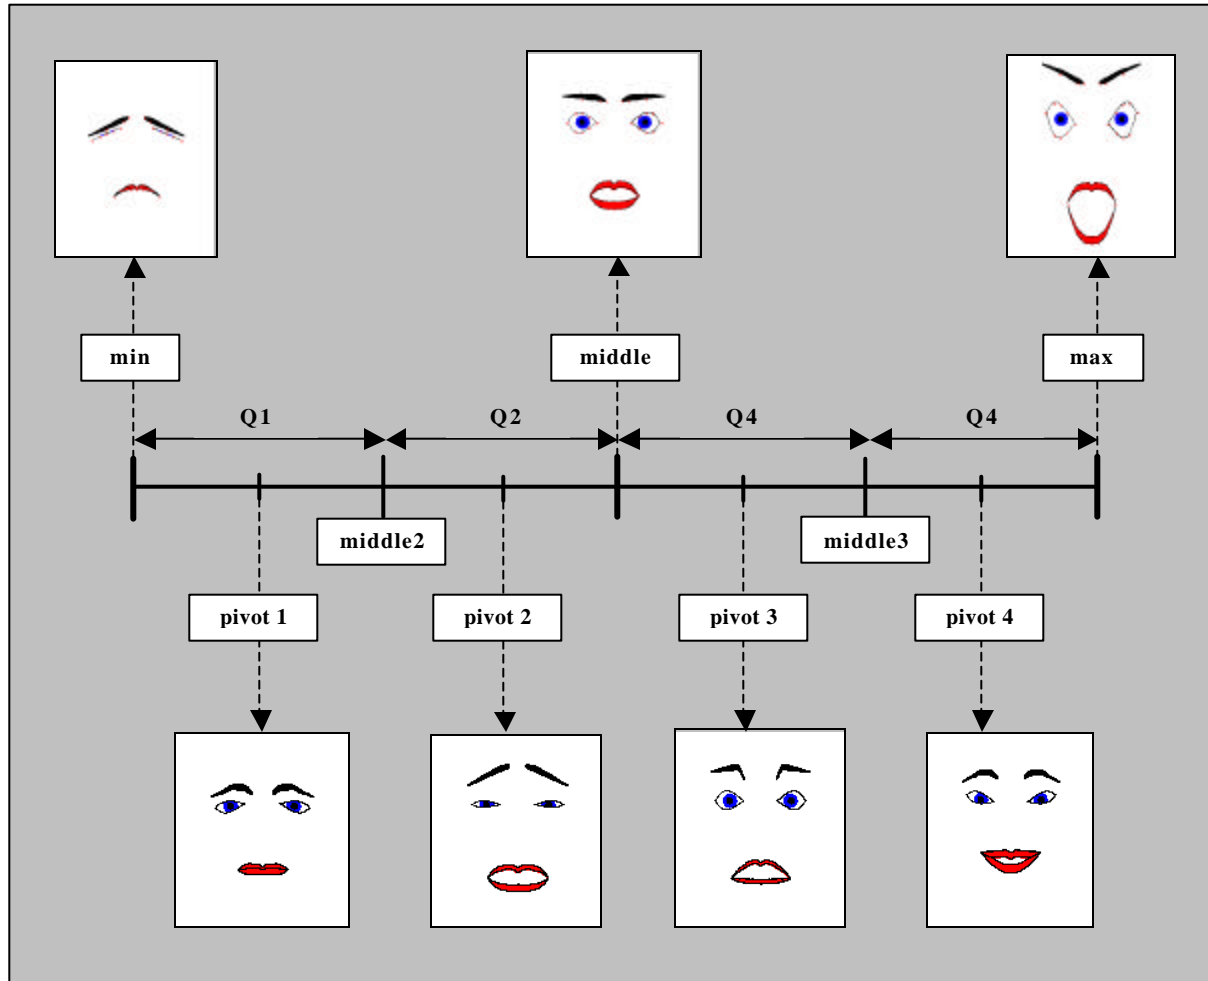 min
middle
max
Q1
Q2
Q4
Q4
middle2
middle3
pivot 1
pivot 2
pivot 3
pivot 4